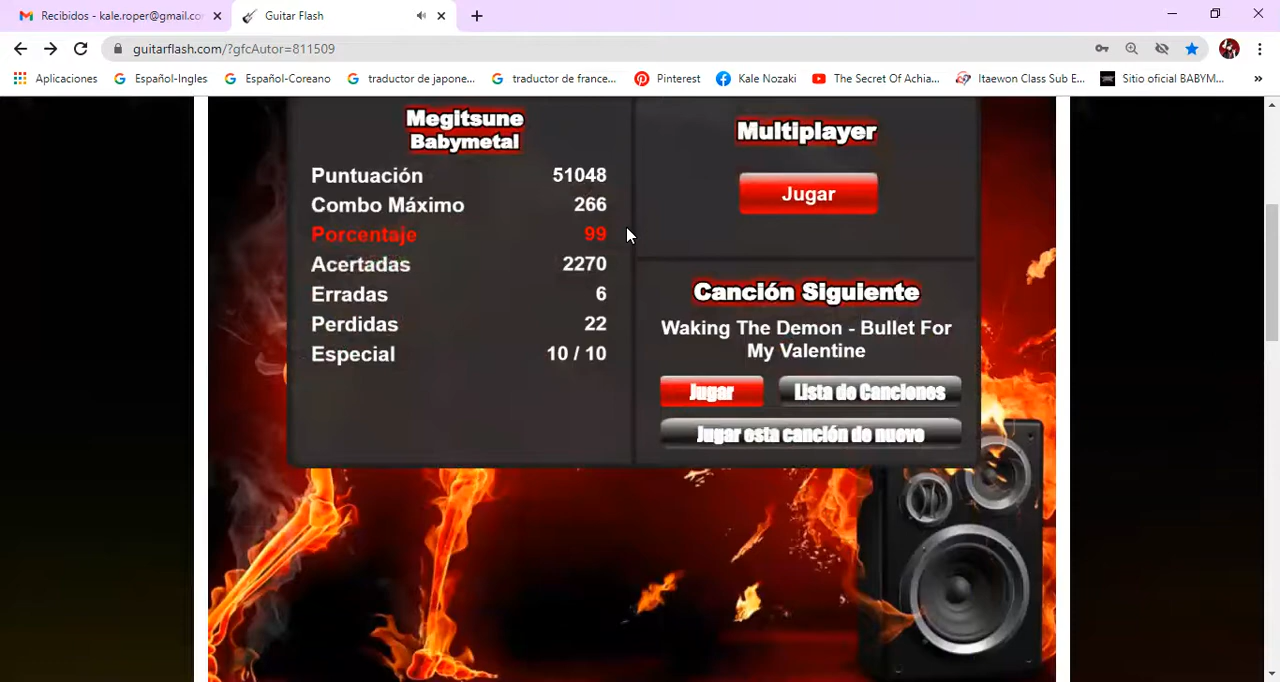 Recibidos - kale.roper@gmail.co
Guitar Flash
guitarflash.com/?gfcAutor=811509
Aplicaciones
Español-Ingles
Español-Coreano
traductor de japone...
traductor de france...
Pinterest
Kale Nozaki
The Secret Of Achia...
Itaewon Class Sub E...
Sitio oficial BABYM...
»
Megitsune
Babymetal
Puntuación 51048
Combo Máximo 266
Porcentaje 99
Acertadas 2270
Erradas 6
Perdidas 22
Especial 10 / 10
Multiplayer
Jugar
Canción Siguiente
Waking The Demon - Bullet For
My Valentine
Jugar
Lista de Canciones
Jugar esta canción de nuevo